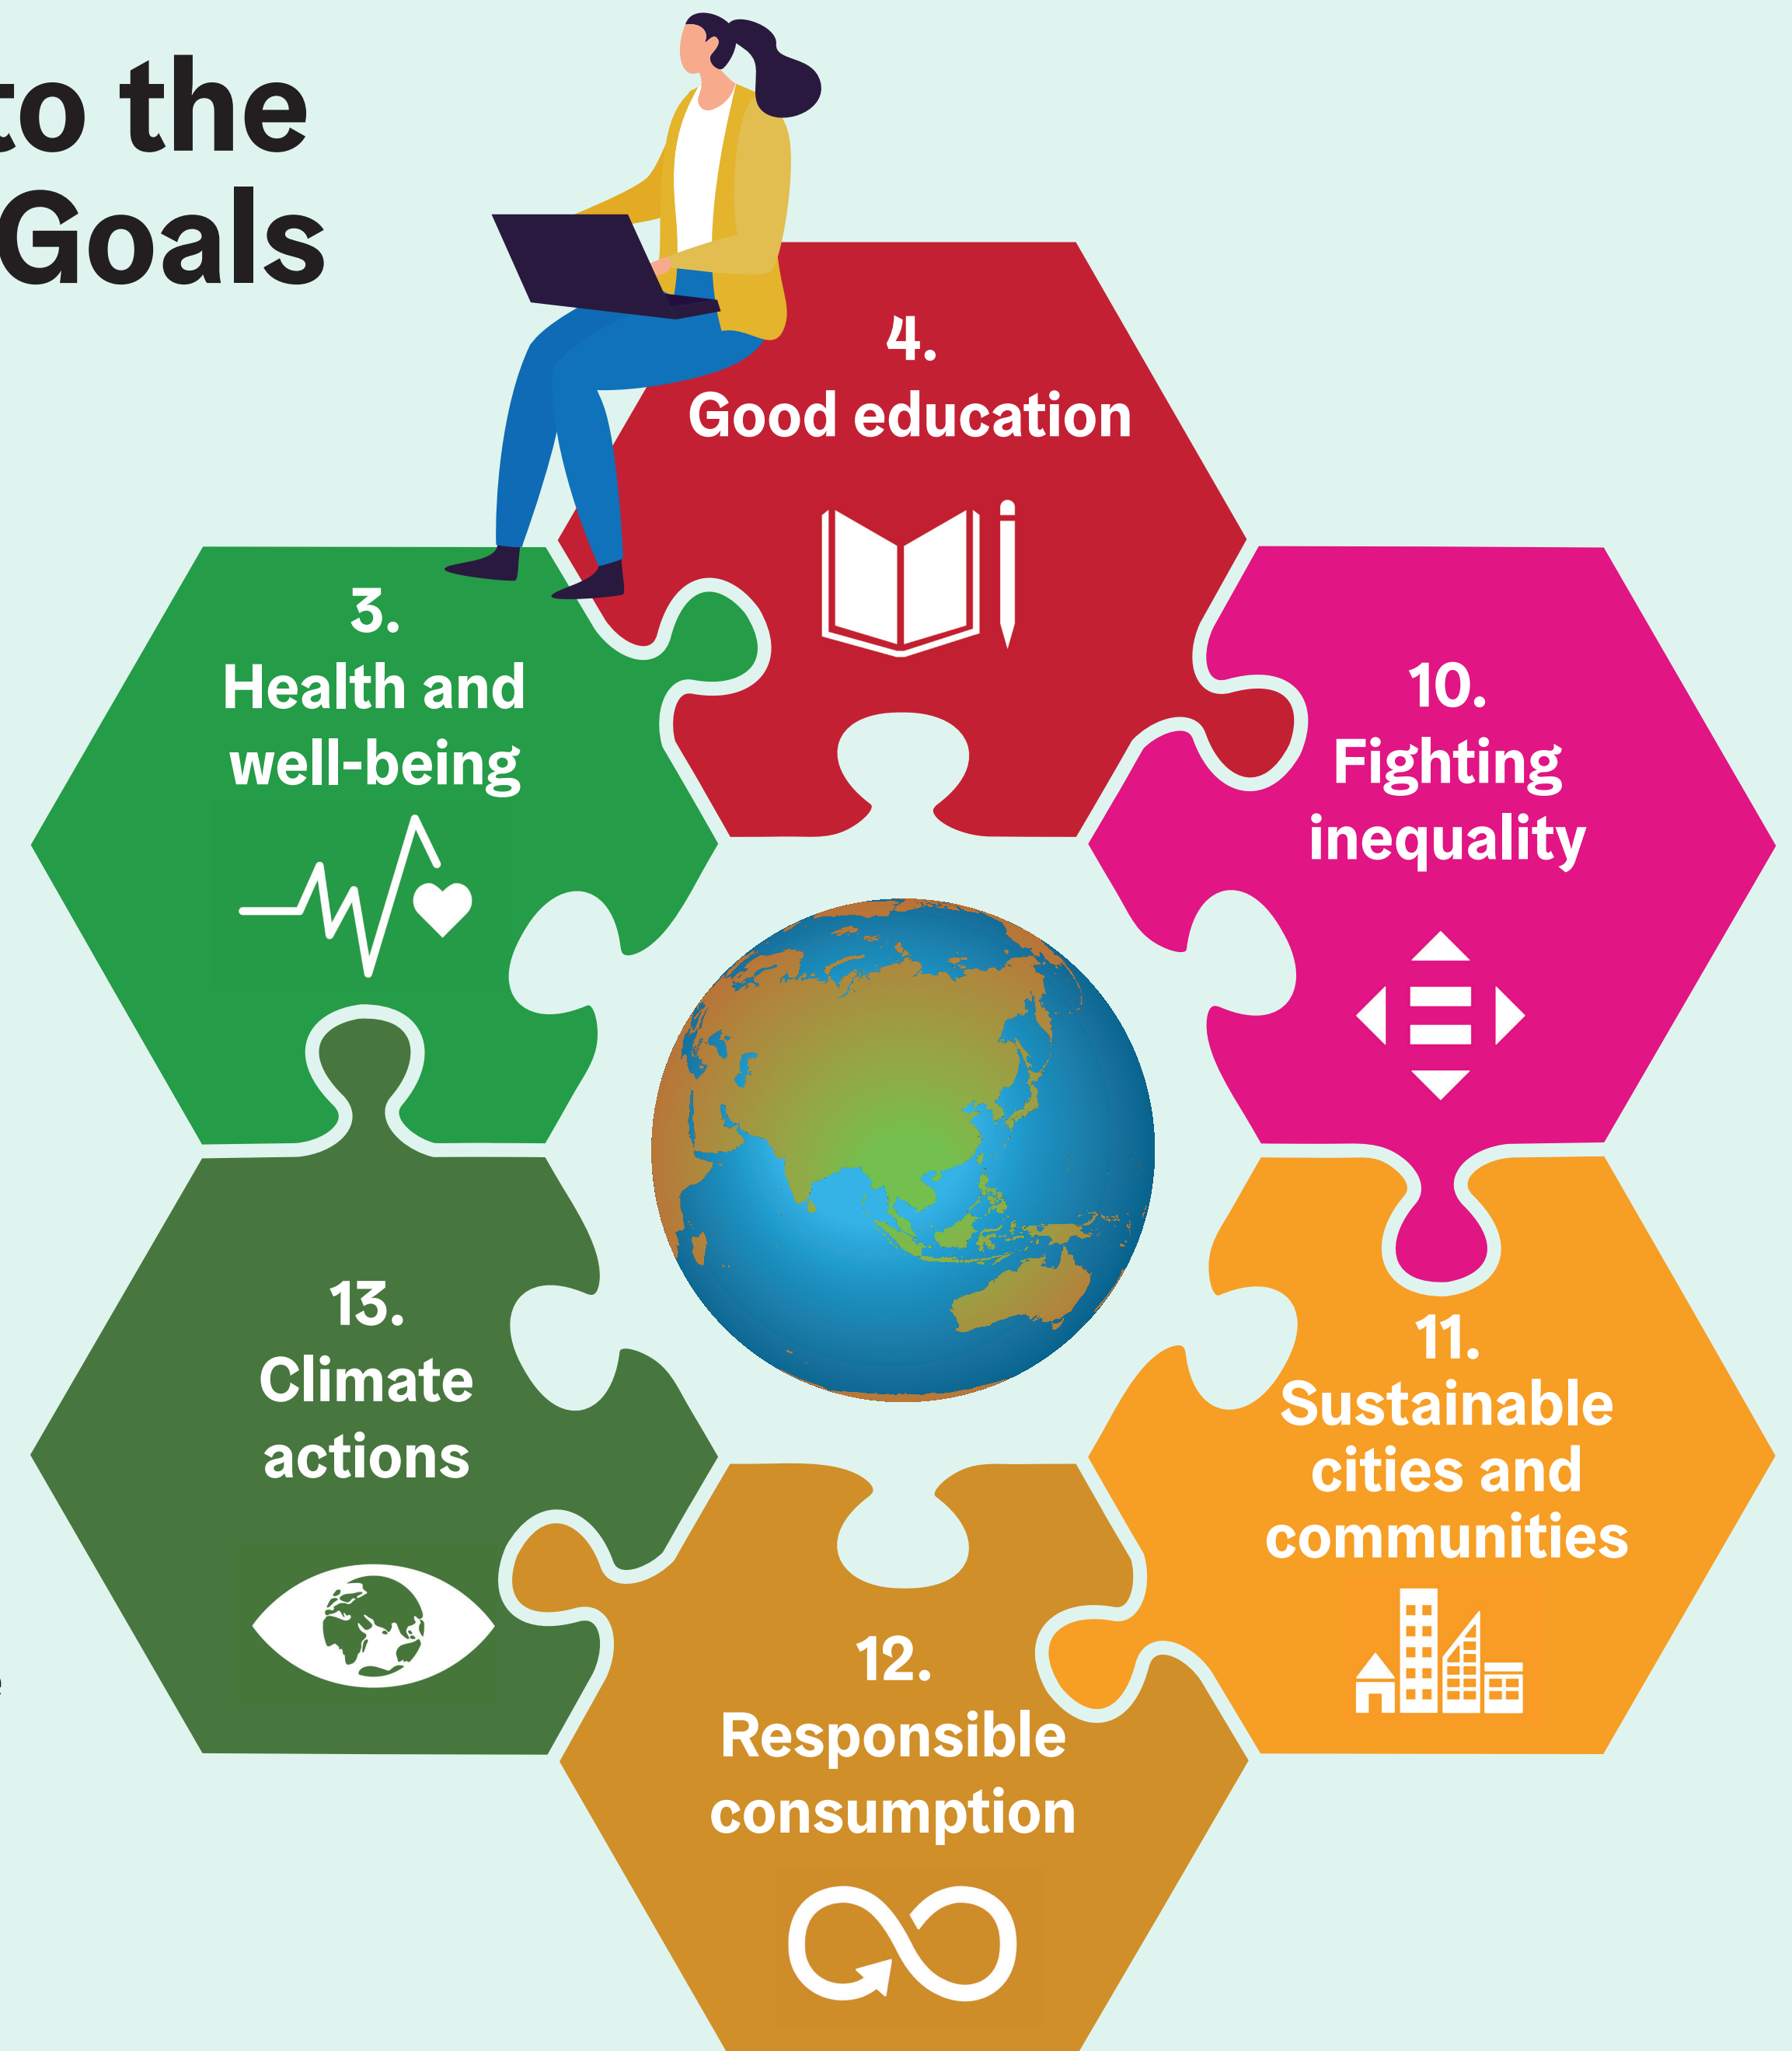 to the
Goals
4.
Good education
3.
Health and
well-being
10.
Fighting
inequality
13.
Climate
actions
11.
Sustainable
cities and
communities
12.
Responsible
consumption